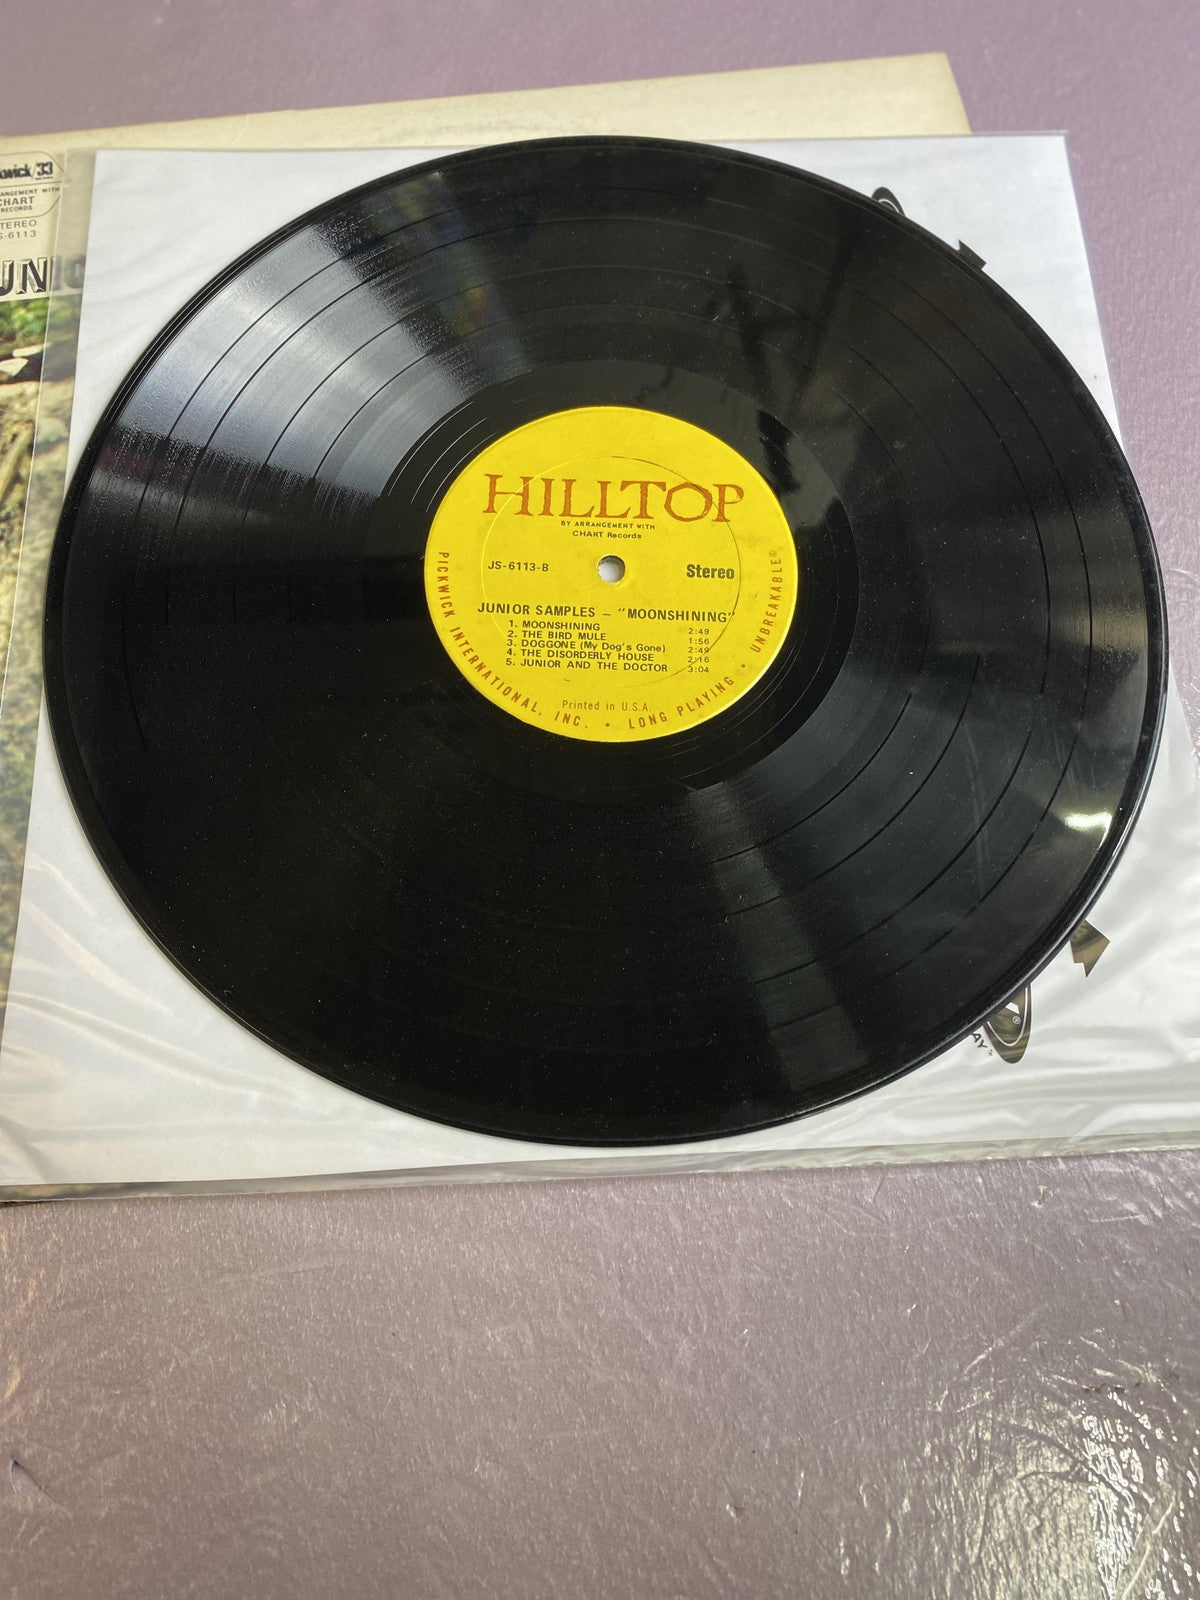 33
CHART
RECORDS
HILLTOP
BY ARRANGEMENT WITH
CHART Records
JS-6113-B
Stereo
JUNIOR SAMPLES – "MOONSHINING"
1. MOONSHINING 2:49
2. THE BIRD MULE 1:56
3. DOGGONE (My Dog's Gone) 2:49
4. THE DISORDERLY HOUSE 2:16
5. JUNIOR AND THE DOCTOR 3:04
Printed in U.S.A.
PICKWICK INTERNATIONAL, INC. • LONG PLAYING • UNBREAKABLE©